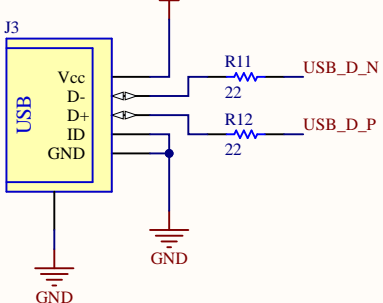 J3
USB
Vcc
D-
D+
ID
GND
R11
22
USB_D_N
R12
22
USB_D_P
GND
GND